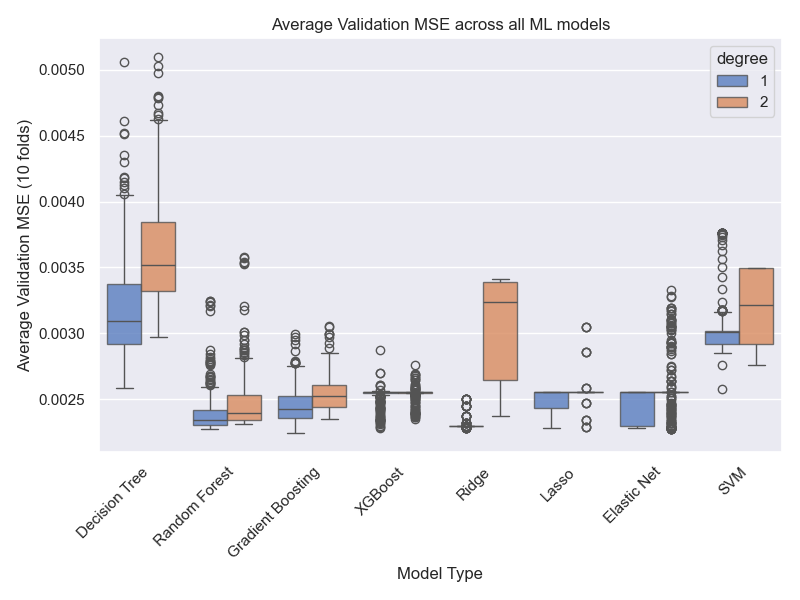 Average Validation MSE across all ML models
degree
1
2
Average Validation MSE (10 folds)
0.0050
0.0045
0.0040
0.0035
0.0030
0.0025
Decision Tree
Random Forest
Gradient Boosting
XGBoost
Ridge
Lasso
Elastic Net
SVM
Model Type